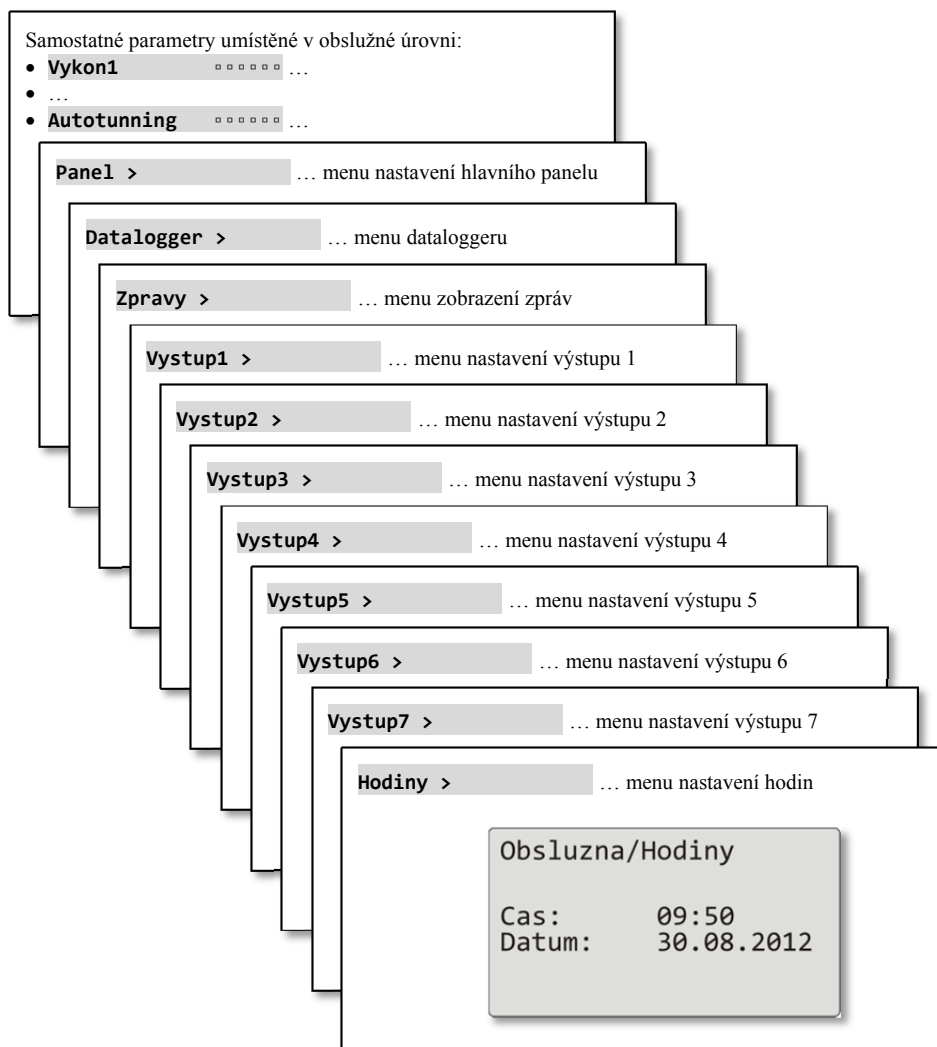 Samostatné parametry umístěné v obslužné úrovni:
• Vykon1 ▫▫▫▫▫▫ …
• …
• Autotunning ▫▫▫▫▫▫ …
Panel > … menu nastavení hlavního panelu
Datalogger > … menu dataloggeru
Zpravy > … menu zobrazení zpráv
Vystup1 > … menu nastavení výstupu 1
Vystup2 > … menu nastavení výstupu 2
Vystup3 > … menu nastavení výstupu 3
Vystup4 > … menu nastavení výstupu 4
Vystup5 > … menu nastavení výstupu 5
Vystup6 > … menu nastavení výstupu 6
Vystup7 > … menu nastavení výstupu 7
Hodiny > … menu nastavení hodin
Obsluzna/Hodiny
Cas: 09:50
Datum: 30.08.2012